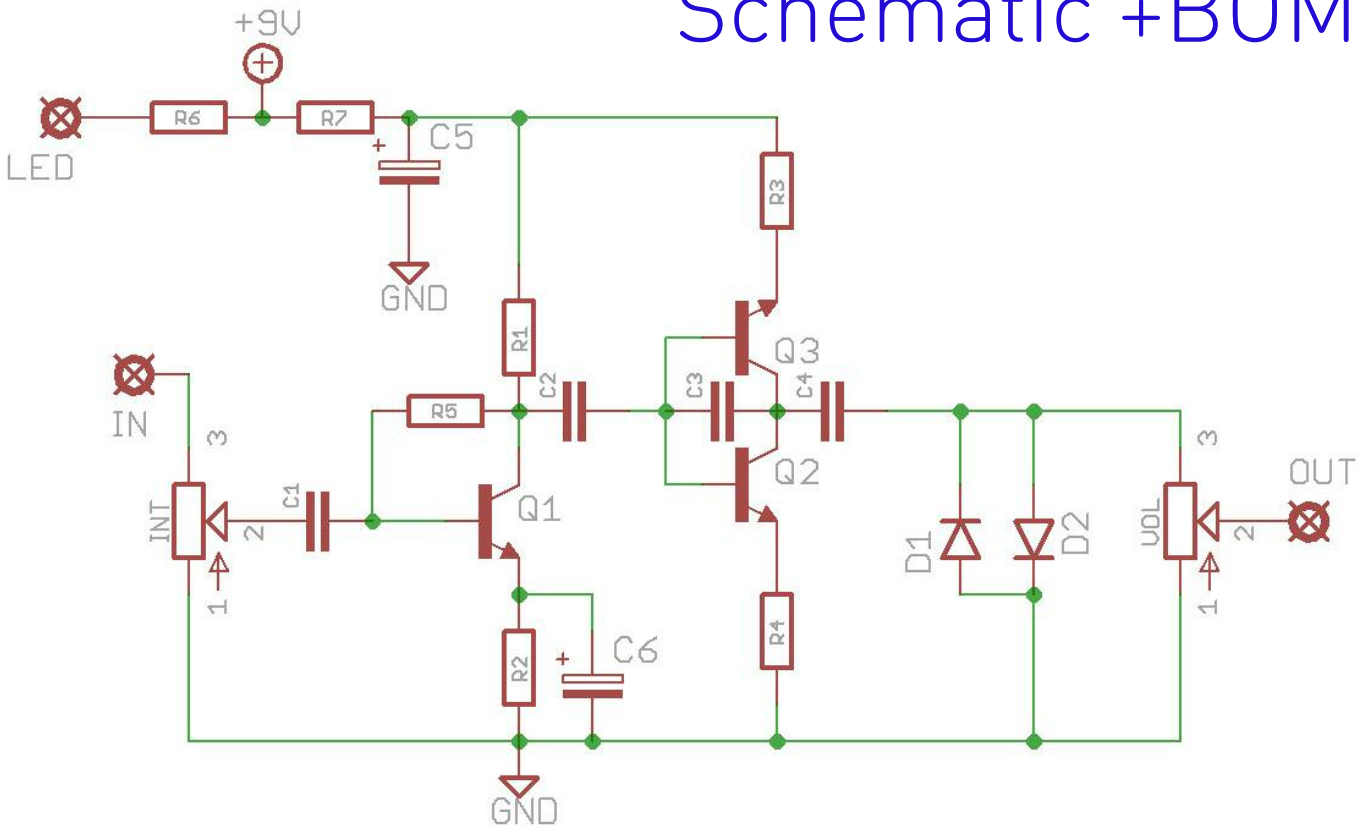 Schematic +BOM
+9V
LED
R6
R7
+
C5
GND
R3
R1
Q3
IN
R5
C2
C3
C4
3
INT
C1
2
1
Q1
Q2
R2
+
C6
R4
D1
D2
3
VOL
2
1
OUT
GND